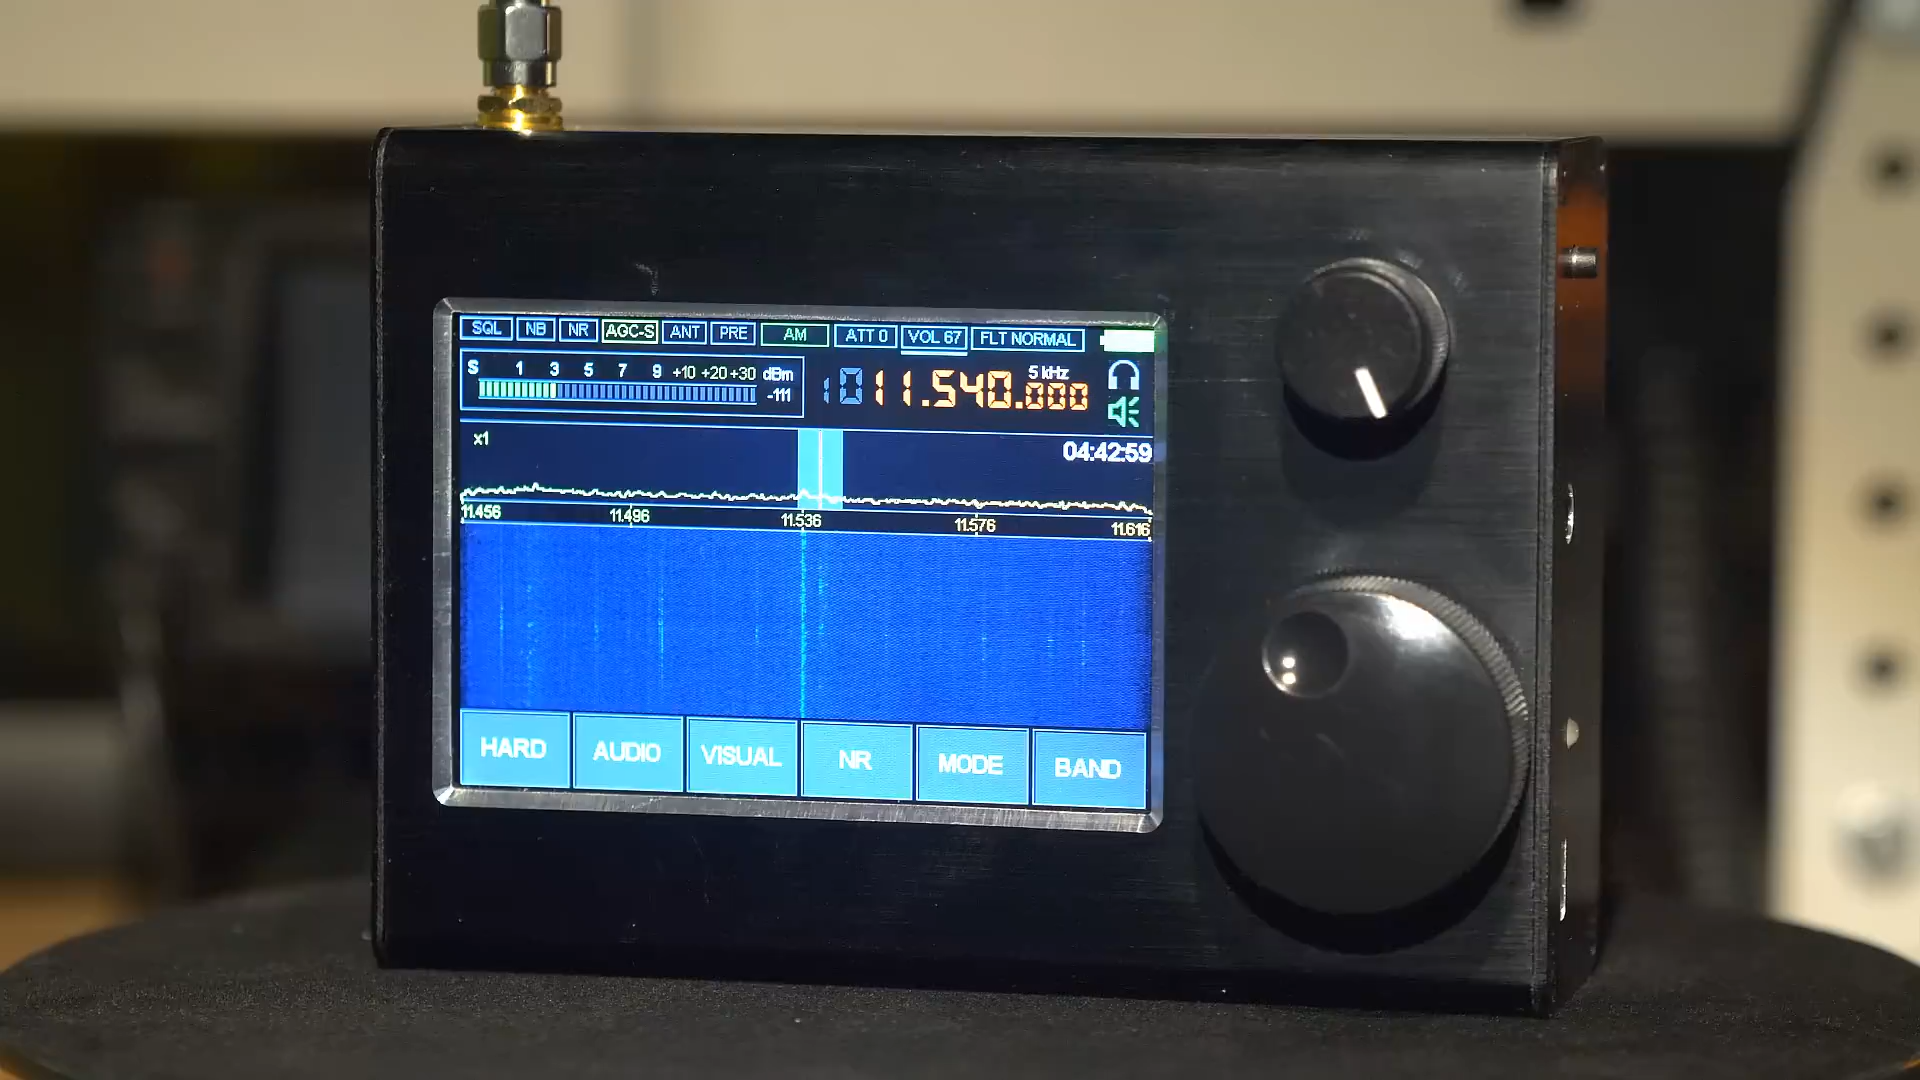 SQL NB NR AGC-S ANT PRE AM ATT 0 VOL 67 FLT NORMAL
S 1 3 5 7 9 +10 +20 +30 dBm
-111
5 kHz
11.540.000
x1
04:42:59
11.456 11.496 11.536 11.576 11.616
HARD AUDIO VISUAL NR MODE BAND